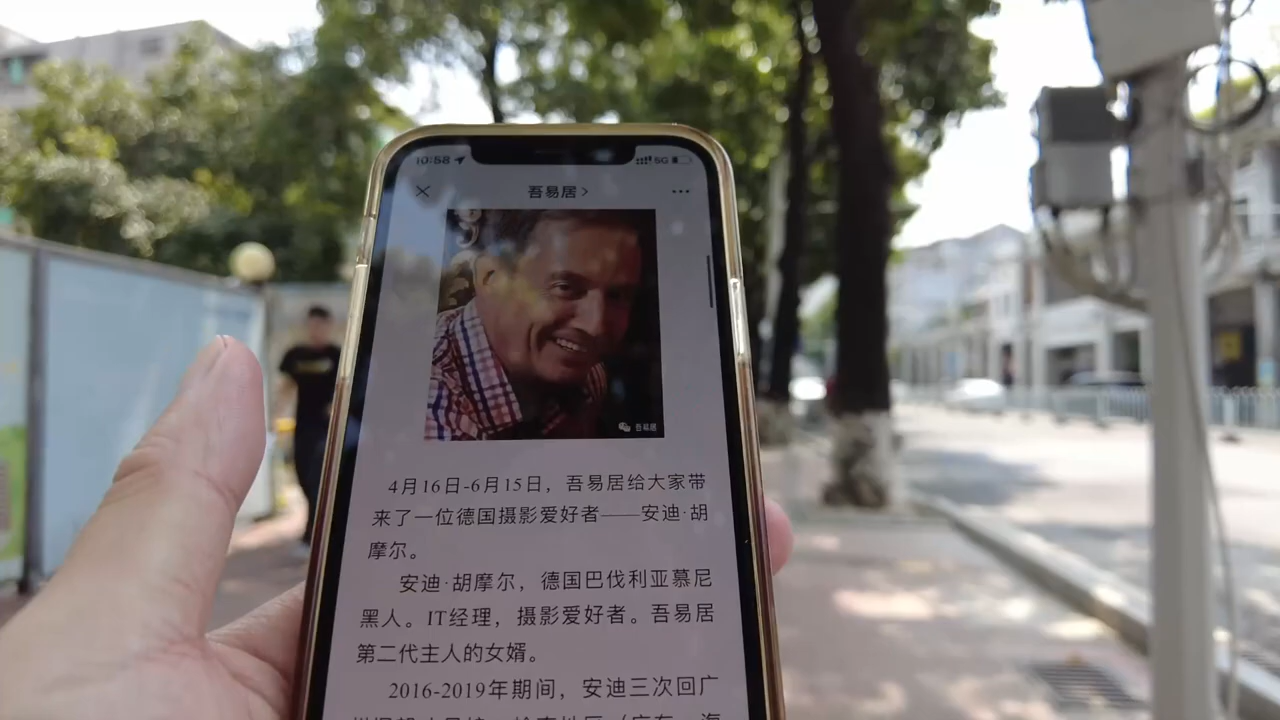 10:58
5G
吾易居
吾易居
4月16日-6月15日，吾易居给大家带
来了一位德国摄影爱好者——安迪·胡
摩尔。
安迪·胡摩尔，德国巴伐利亚慕尼
黑人。IT经理，摄影爱好者。吾易居
第二代主人的女婿。
2016-2019年期间，安迪三次回广